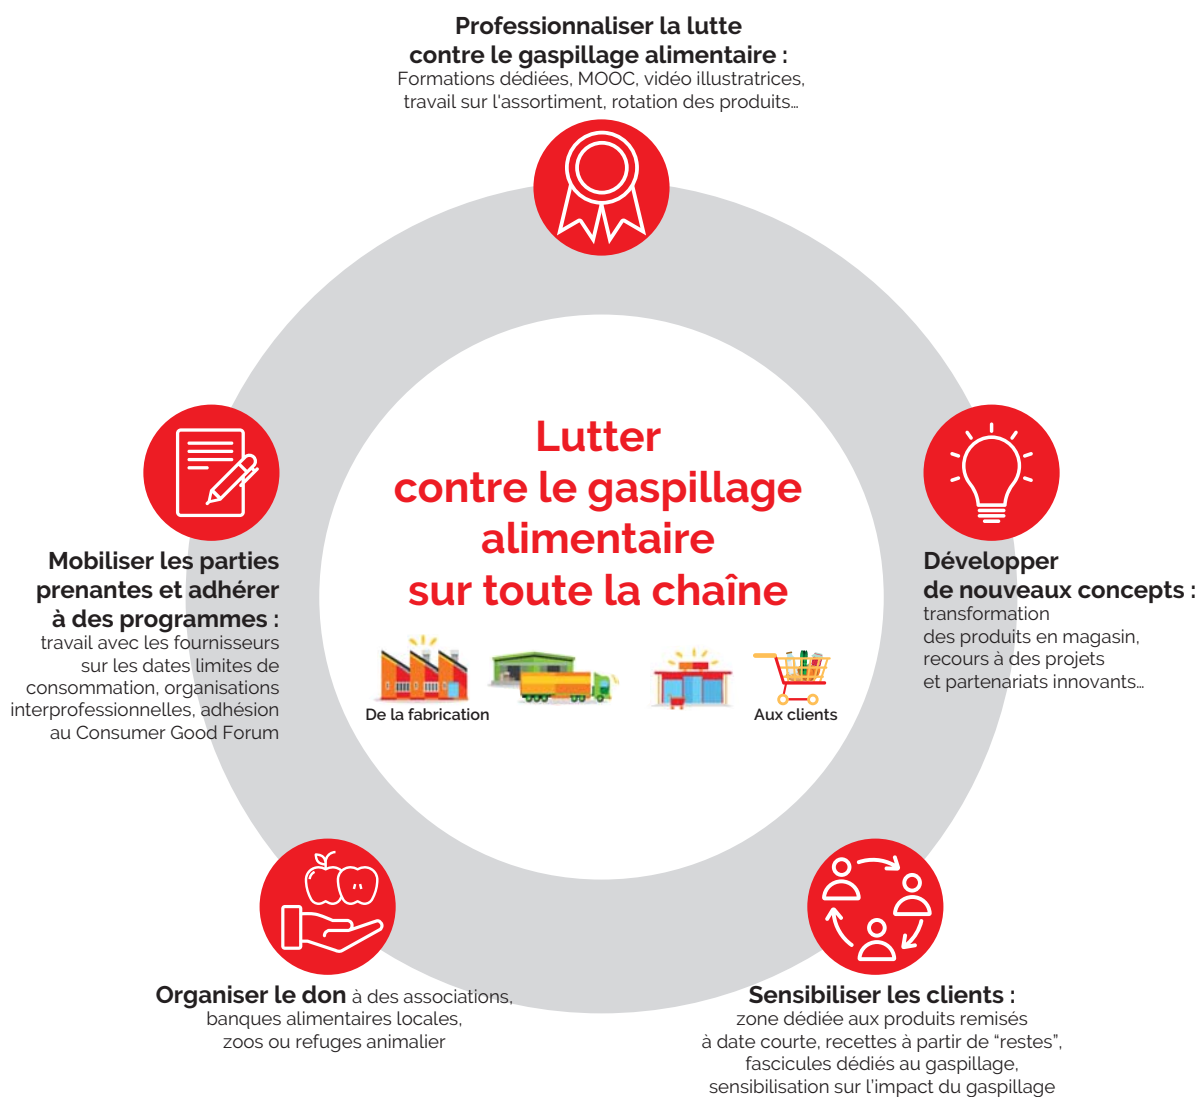 Professionnaliser la lutte
contre le gaspillage alimentaire :
Formations dédiées, MOOC, vidéo illustratrices,
travail sur l'assortiment, rotation des produits…
Lutter
contre le gaspillage
alimentaire
sur toute la chaîne
De la fabrication
Aux clients
Développer
de nouveaux concepts :
transformation
des produits en magasin,
recours à des projets
et partenariats innovants…
Sensibiliser les clients :
zone dédiée aux produits remisés
à date courte, recettes à partir de “restes”,
fascicules dédiés au gaspillage,
sensibilisation sur l'impact du gaspillage
Organiser le don à des associations,
banques alimentaires locales,
zoos ou refuges animalier
Mobiliser les parties
prenantes et adhérer
à des programmes :
travail avec les fournisseurs
sur les dates limites de
consommation, organisations
interprofessionnelles, adhésion
au Consumer Good Forum